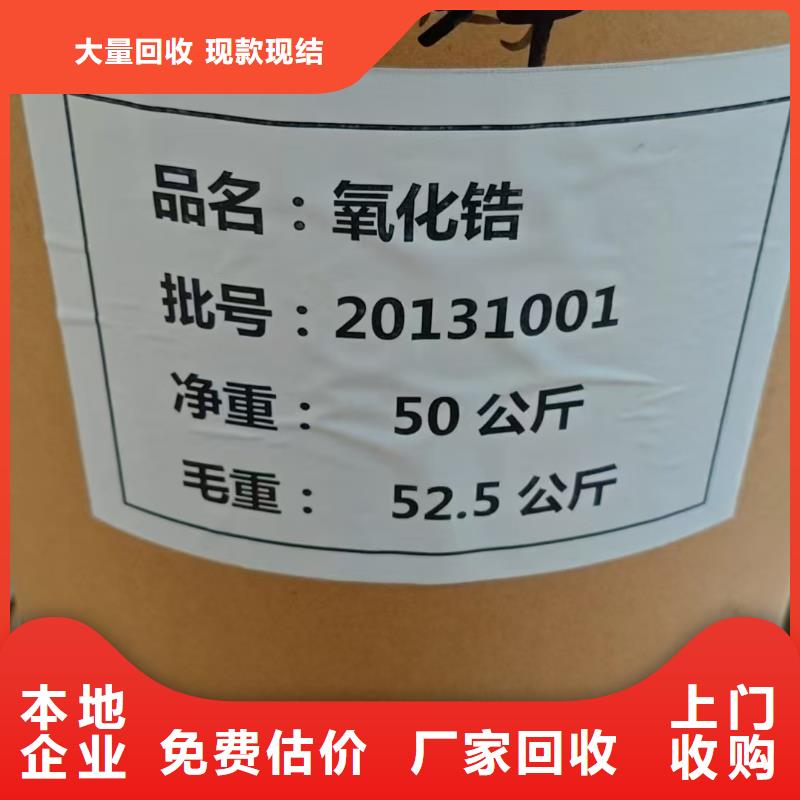 大量回收 现款现结
品名：氧化锆
批号：20131001
净重： 50 公斤
毛重： 52.5 公斤
本地企业 免费估价 厂家回收 上门收购